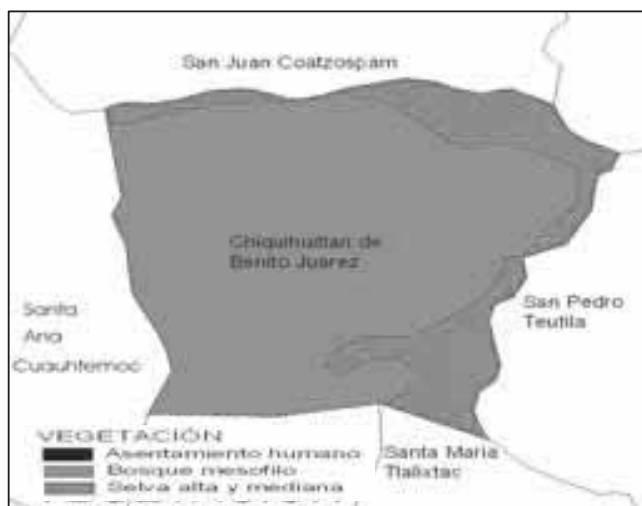 San Juan Coatzospam
Chiquihuitlan de
Benito Juarez
San Pedro
Teutila
Santa
Ana
Cuauhtemoc
Santa Maria
Tlalixtac
VEGETACIÓN
Asentamiento humano
Bosque mesofilo
Selva alta y mediana